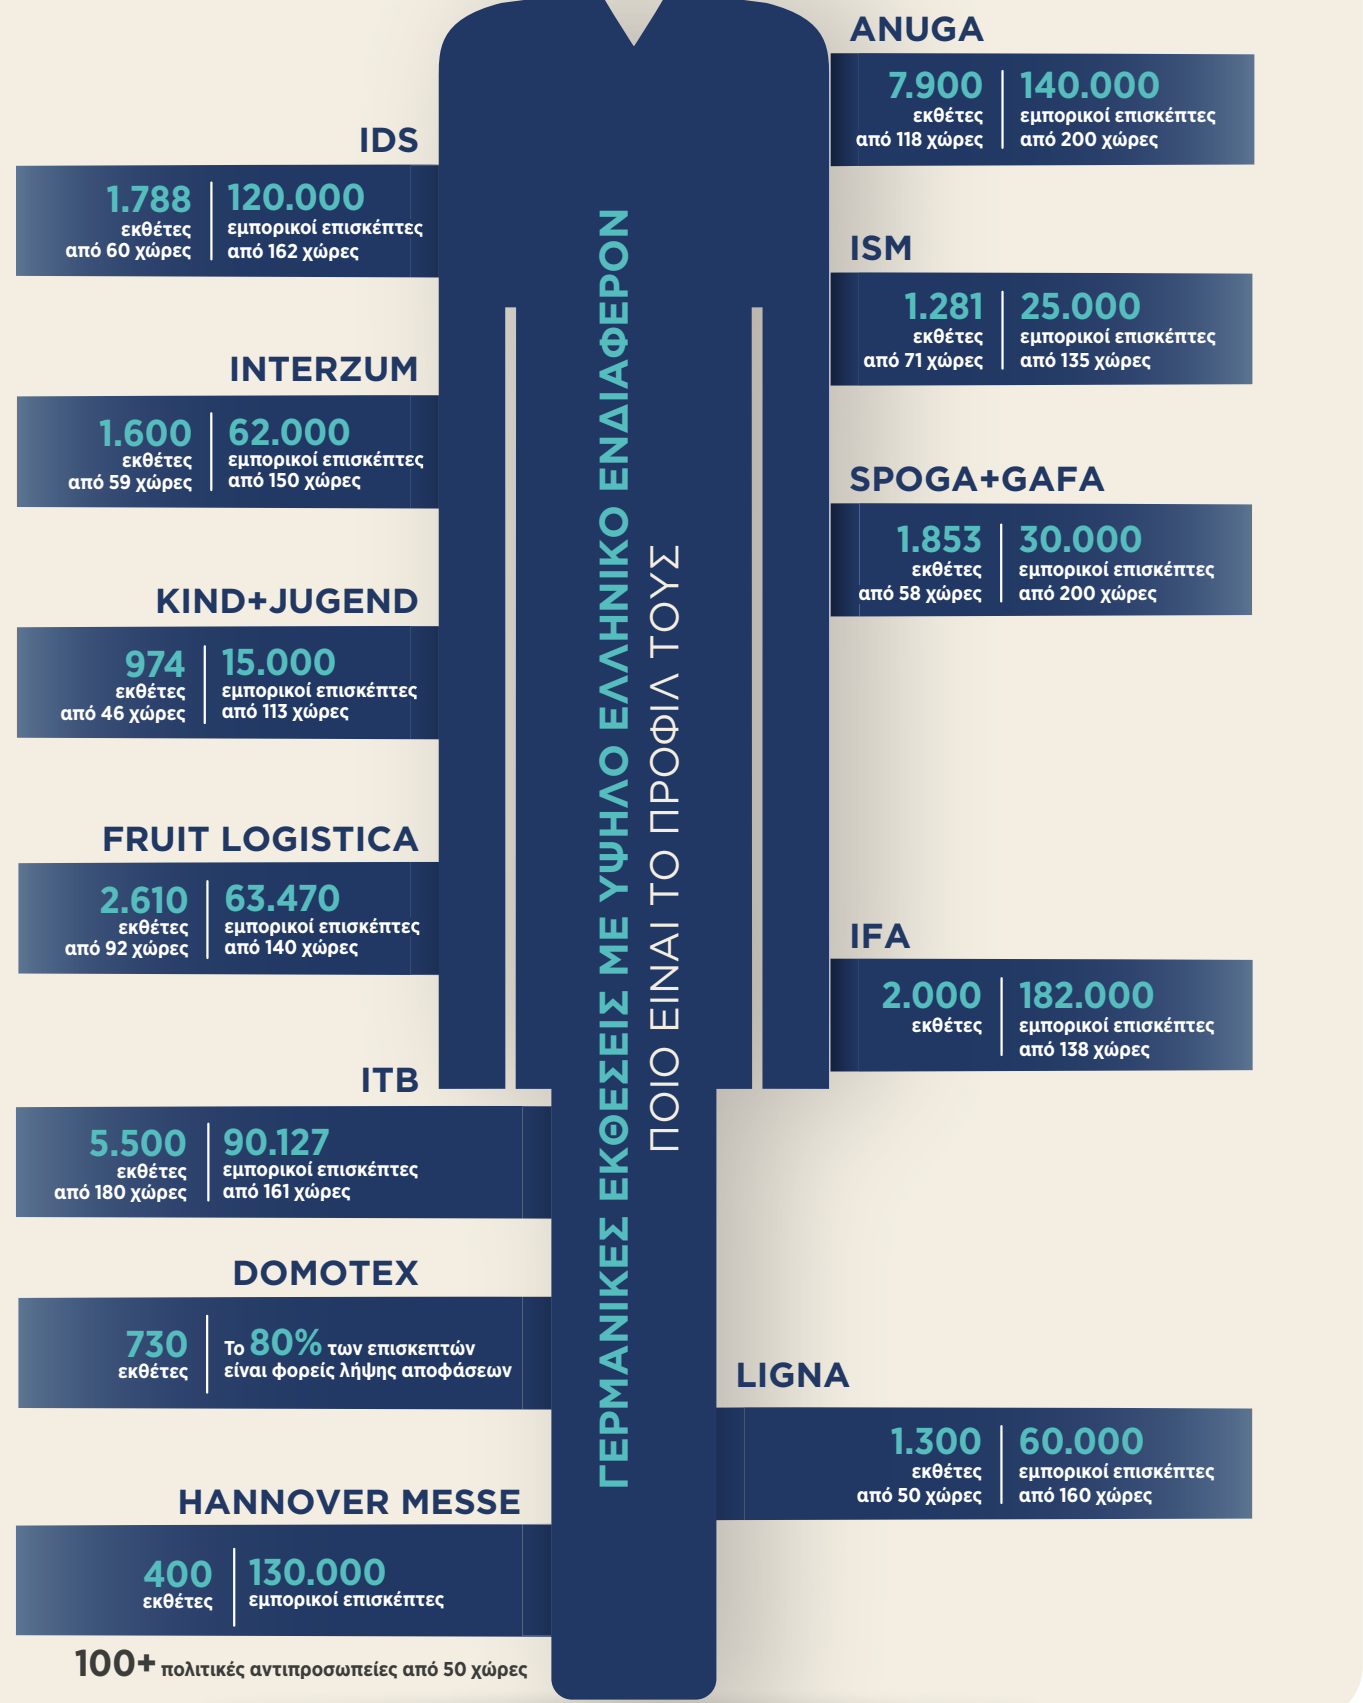 ΓΕΡΜΑΝΙΚΕΣ ΕΚΘΕΣΕΙΣ ΜΕ ΥΨΗΛΟ ΕΛΛΗΝΙΚΟ ΕΝΔΙΑΦΕΡΟΝ
ΠΟΙΟ ΕΙΝΑΙ ΤΟ ΠΡΟΦΙΛ ΤΟΥΣ
IDS
1.788
εκθέτες
από 60 χώρες
120.000
εμπορικοί επισκέπτες
από 162 χώρες
INTERZUM
1.600
εκθέτες
από 59 χώρες
62.000
εμπορικοί επισκέπτες
από 150 χώρες
KIND+JUGEND
974
εκθέτες
από 46 χώρες
15.000
εμπορικοί επισκέπτες
από 113 χώρες
FRUIT LOGISTICA
2.610
εκθέτες
από 92 χώρες
63.470
εμπορικοί επισκέπτες
από 140 χώρες
ITB
5.500
εκθέτες
από 180 χώρες
90.127
εμπορικοί επισκέπτες
από 161 χώρες
DOMOTEX
730
εκθέτες
Το 80% των επισκεπτών
είναι φορείς λήψης αποφάσεων
HANNOVER MESSE
400
εκθέτες
130.000
εμπορικοί επισκέπτες
100+ πολιτικές αντιπροσωπείες από 50 χώρες
ANUGA
7.900
εκθέτες
από 118 χώρες
140.000
εμπορικοί επισκέπτες
από 200 χώρες
ISM
1.281
εκθέτες
από 71 χώρες
25.000
εμπορικοί επισκέπτες
από 135 χώρες
SPOGA+GAFA
1.853
εκθέτες
από 58 χώρες
30.000
εμπορικοί επισκέπτες
από 200 χώρες
IFA
2.000
εκθέτες
182.000
εμπορικοί επισκέπτες
από 138 χώρες
LIGNA
1.300
εκθέτες
από 50 χώρες
60.000
εμπορικοί επισκέπτες
από 160 χώρες